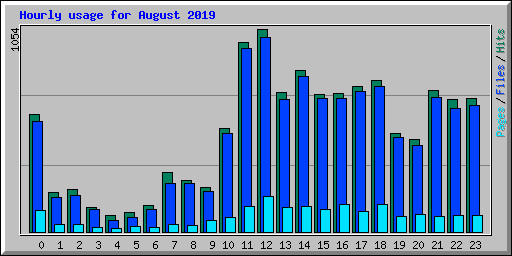 Hourly usage for August 2019
1054
Pages/Files/Hits
0 1 2 3 4 5 6 7 8 9 10 11 12 13 14 15 16 17 18 19 20 21 22 23